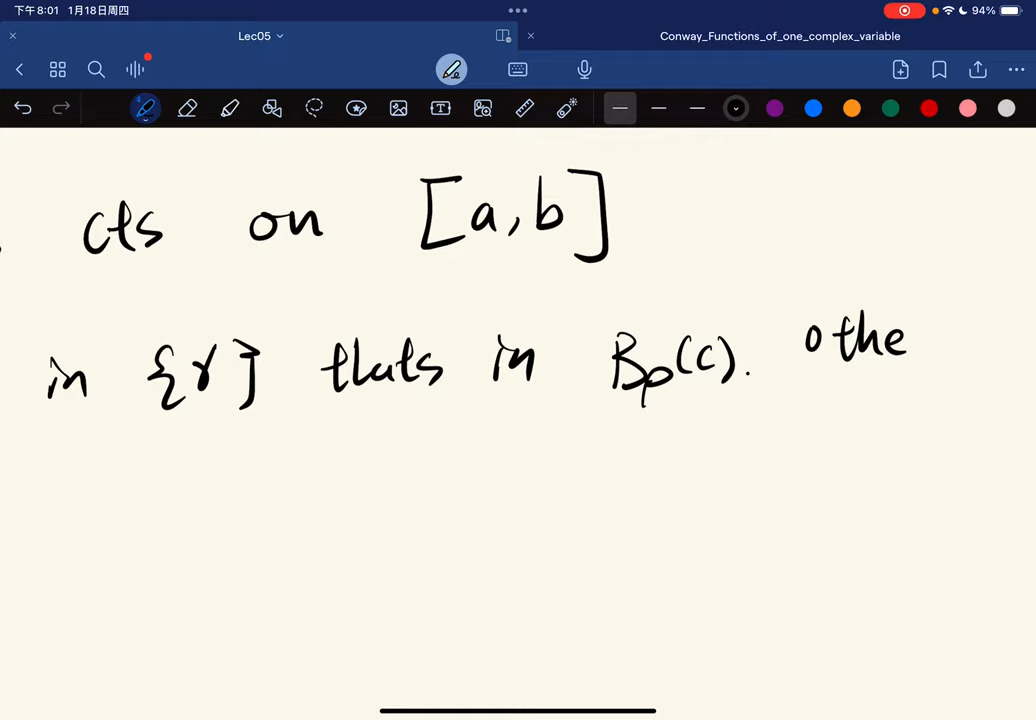 下午8:01 1月18日周四 94%
Lec05 Conway_Functions_of_one_complex_variable
cts on [a, b]
in {γ} thats in Bρ(c). othe